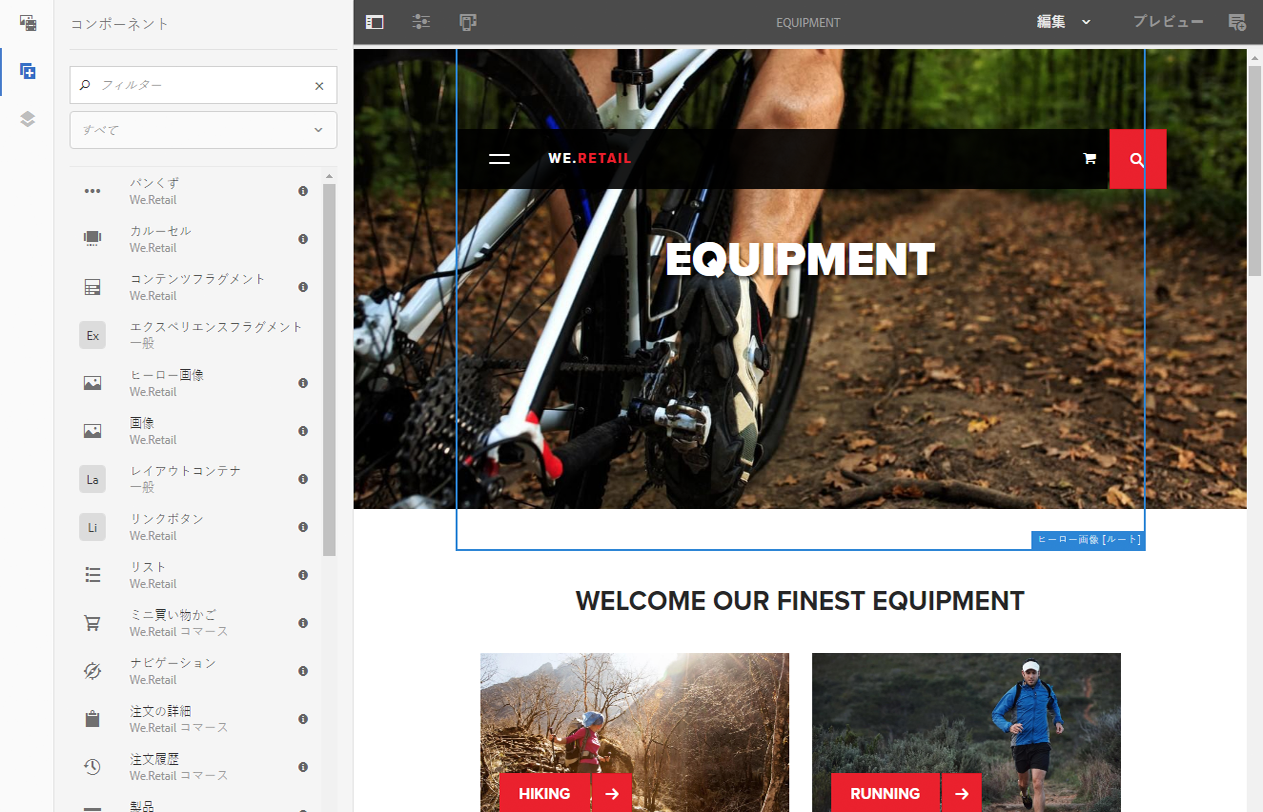 コンポーネント
フィルター
すべて
パンくず
We.Retail
カルーセル
We.Retail
コンテンツフラグメント
We.Retail
Ex
エクスペリエンスフラグメント
一般
ヒーロー画像
We.Retail
画像
We.Retail
La
レイアウトコンテナ
一般
Li
リンクボタン
We.Retail
リスト
We.Retail
ミニ買い物かご
We.Retail コマース
ナビゲーション
We.Retail
注文の詳細
We.Retail コマース
注文履歴
We.Retail コマース
製品
EQUIPMENT
編集
プレビュー
WE.RETAIL
EQUIPMENT
ヒーロー画像 [ルート]
WELCOME OUR FINEST EQUIPMENT
HIKING
RUNNING